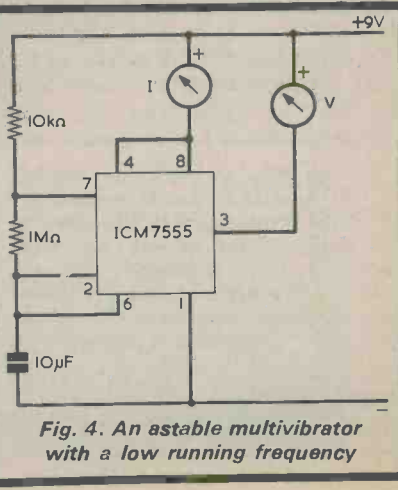 +9V
+
I
+
V
10kΩ
4
8
7
ICM7555
3
1MΩ
2
6
1
10µF
−
Fig. 4. An astable multivibrator
with a low running frequency